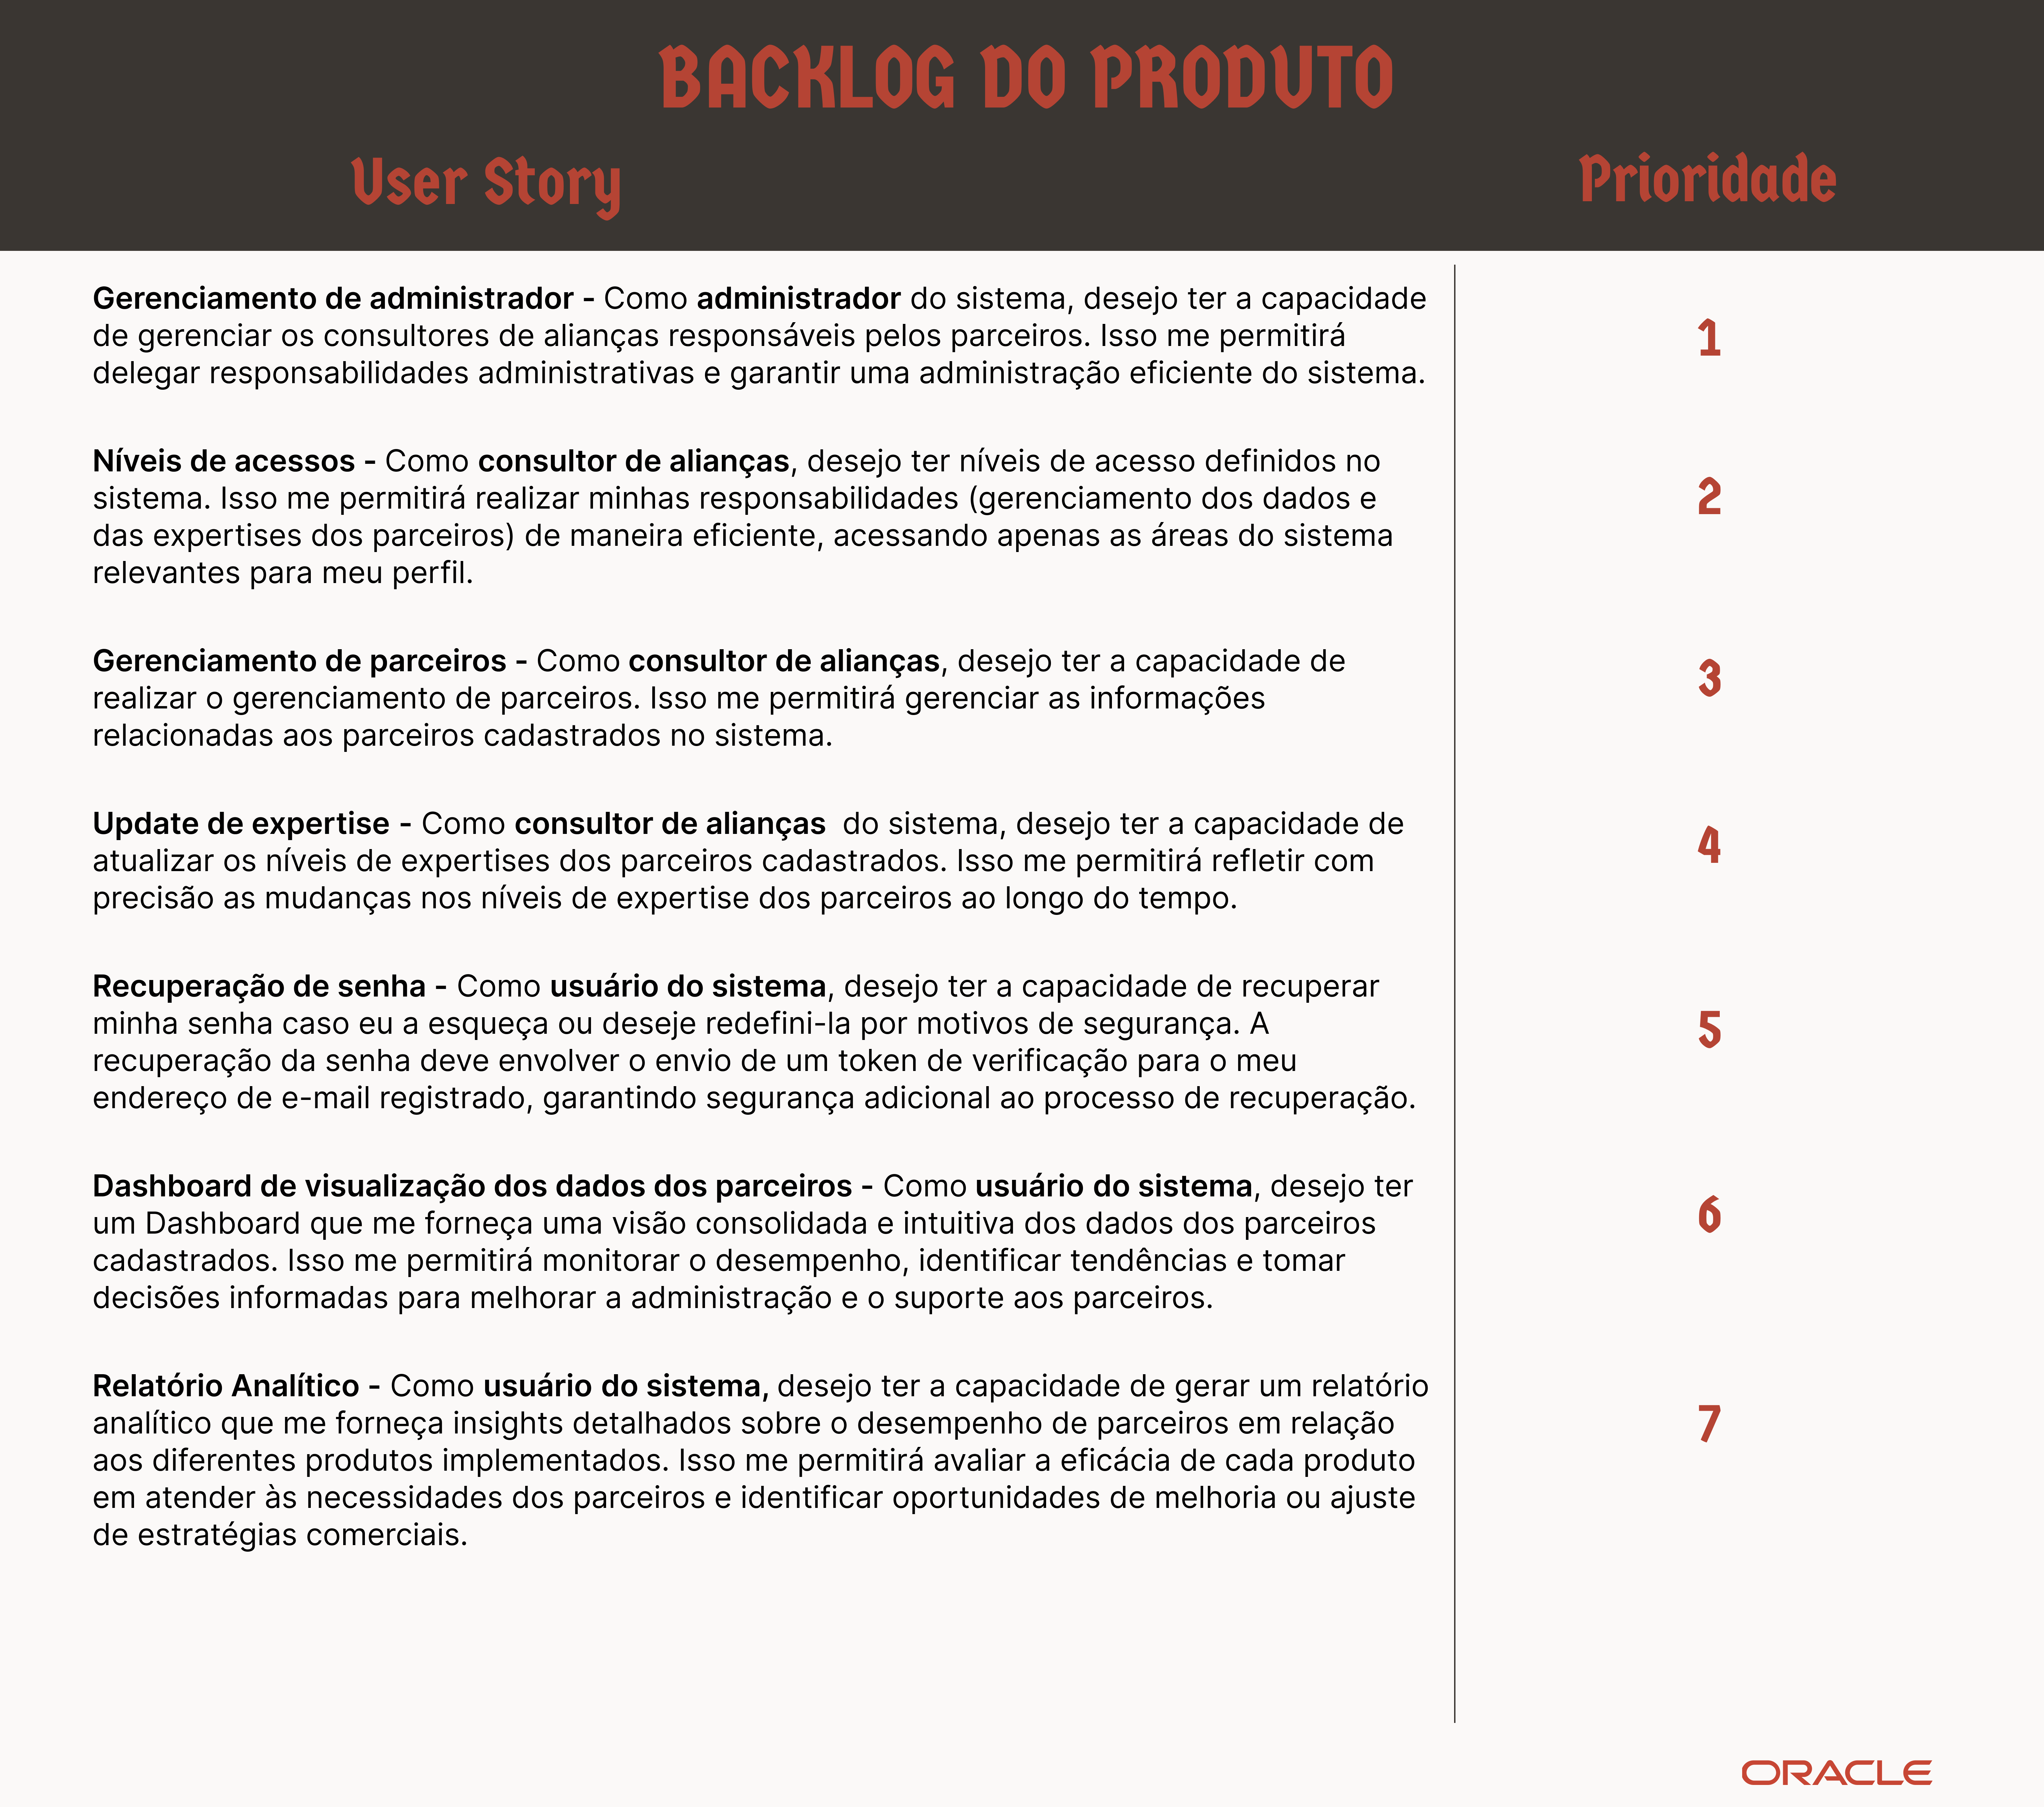 BACKLOG DO PRODUTO
User Story
Prioridade
Gerenciamento de administrador - Como administrador do sistema, desejo ter a capacidade
de gerenciar os consultores de alianças responsáveis pelos parceiros. Isso me permitirá
delegar responsabilidades administrativas e garantir uma administração eficiente do sistema.
1
Níveis de acessos - Como consultor de alianças, desejo ter níveis de acesso definidos no
sistema. Isso me permitirá realizar minhas responsabilidades (gerenciamento dos dados e
das expertises dos parceiros) de maneira eficiente, acessando apenas as áreas do sistema
relevantes para meu perfil.
2
Gerenciamento de parceiros - Como consultor de alianças, desejo ter a capacidade de
realizar o gerenciamento de parceiros. Isso me permitirá gerenciar as informações
relacionadas aos parceiros cadastrados no sistema.
3
Update de expertise - Como consultor de alianças  do sistema, desejo ter a capacidade de
atualizar os níveis de expertises dos parceiros cadastrados. Isso me permitirá refletir com
precisão as mudanças nos níveis de expertise dos parceiros ao longo do tempo.
4
Recuperação de senha - Como usuário do sistema, desejo ter a capacidade de recuperar
minha senha caso eu a esqueça ou deseje redefini-la por motivos de segurança. A
recuperação da senha deve envolver o envio de um token de verificação para o meu
endereço de e-mail registrado, garantindo segurança adicional ao processo de recuperação.
5
Dashboard de visualização dos dados dos parceiros - Como usuário do sistema, desejo ter
um Dashboard que me forneça uma visão consolidada e intuitiva dos dados dos parceiros
cadastrados. Isso me permitirá monitorar o desempenho, identificar tendências e tomar
decisões informadas para melhorar a administração e o suporte aos parceiros.
6
Relatório Analítico - Como usuário do sistema, desejo ter a capacidade de gerar um relatório
analítico que me forneça insights detalhados sobre o desempenho de parceiros em relação
aos diferentes produtos implementados. Isso me permitirá avaliar a eficácia de cada produto
em atender às necessidades dos parceiros e identificar oportunidades de melhoria ou ajuste
de estratégias comerciais.
7
ORACLE